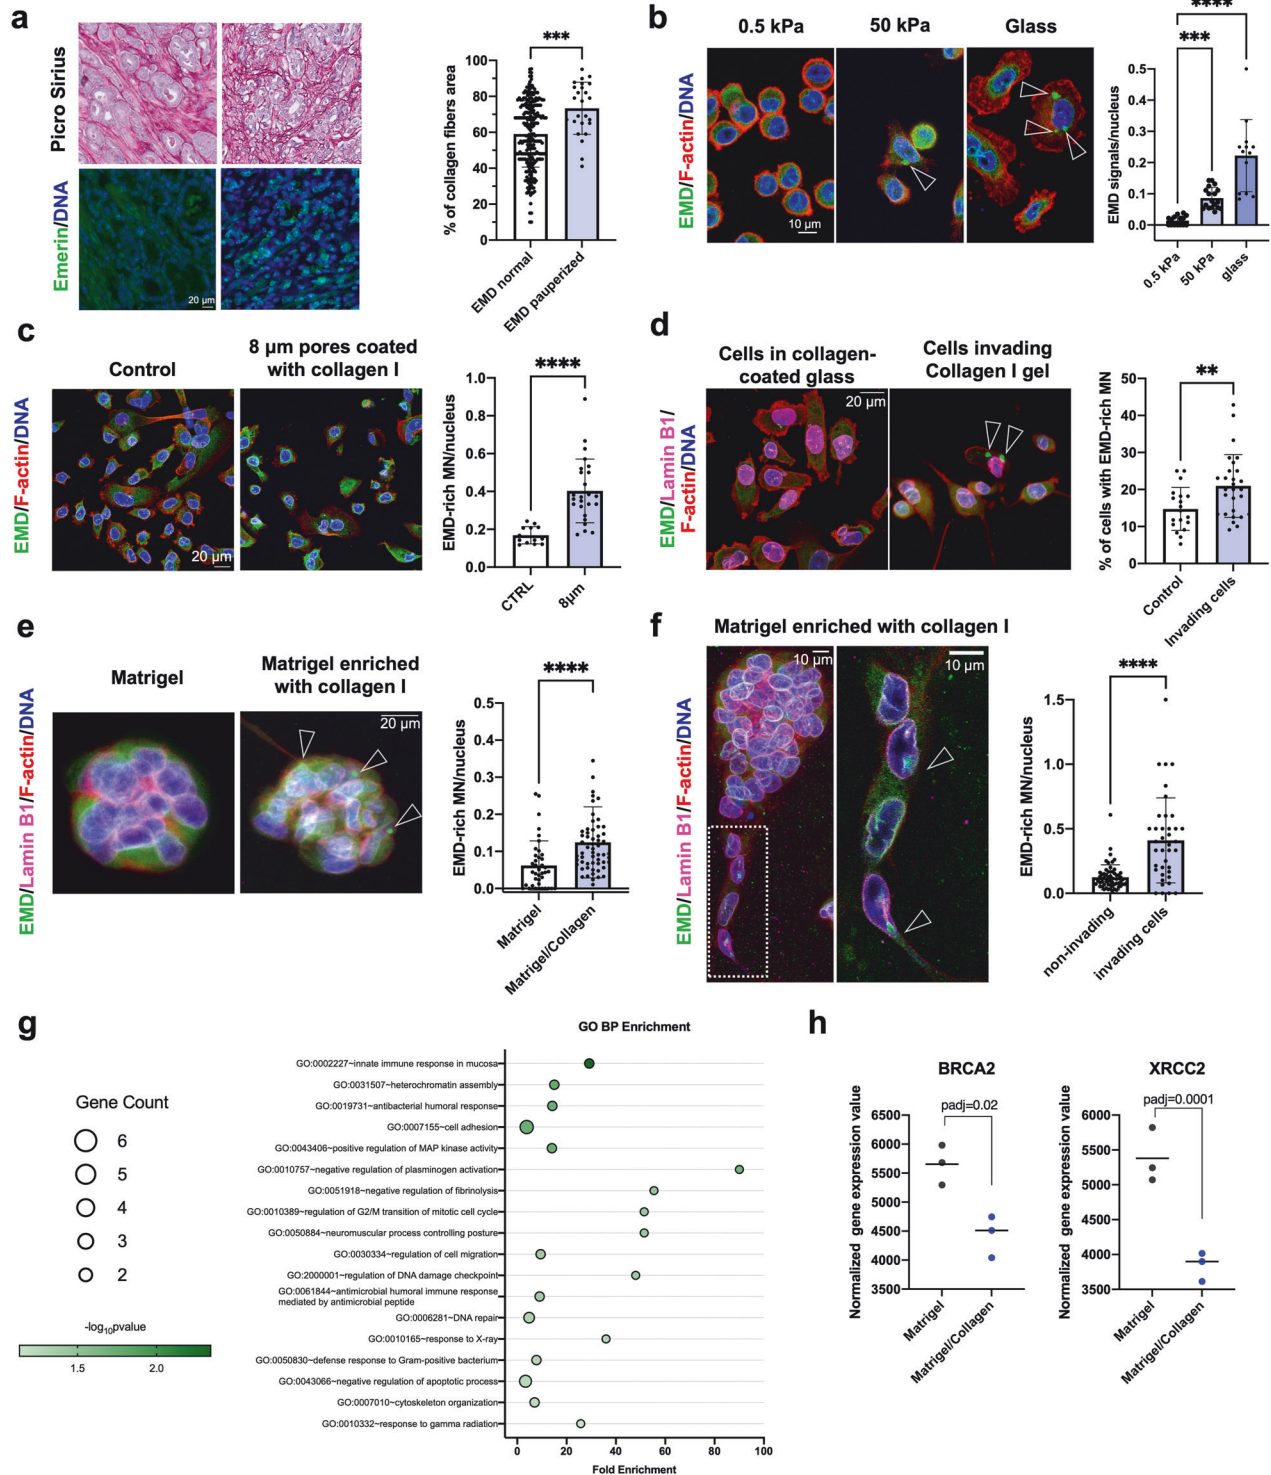 a
Picro Sirius
Emerin/DNA
20 µm
***
% of collagen fibers area
100
80
60
40
20
0
EMD normal
EMD pauperized
b
0.5 kPa
50 kPa
Glass
EMD/F-actin/DNA
10 µm
****
***
EMD signals/nucleus
0.5
0.4
0.3
0.2
0.1
0.0
0.5 kPa
50 kPa
glass
c
Control
8 µm pores coated
with collagen I
EMD/F-actin/DNA
20 µm
****
EMD-rich MN/nucleus
1.0
0.8
0.6
0.4
0.2
0.0
CTRL
8µm
d
Cells in collagen-
coated glass
Cells invading
Collagen I gel
EMD/Lamin B1/
F-actin/DNA
20 µm
**
% of cells with EMD-rich MN
50
40
30
20
10
0
Control
Invading cells
e
Matrigel
Matrigel enriched
with collagen I
EMD/Lamin B1/F-actin/DNA
20 µm
****
EMD-rich MN/nucleus
0.5
0.4
0.3
0.2
0.1
0.0
Matrigel
Matrigel/Collagen
f
Matrigel enriched with collagen I
EMD/Lamin B1/F-actin/DNA
10 µm
10 µm
****
EMD-rich MN/nucleus
1.5
1.0
0.5
0.0
non-invading
invading cells
g
GO BP Enrichment
Gene Count
6
5
4
3
2
-log10pvalue
1.5
2.0
GO:0002227~innate immune response in mucosa
GO:0031507~heterochromatin assembly
GO:0019731~antibacterial humoral response
GO:0007155~cell adhesion
GO:0043406~positive regulation of MAP kinase activity
GO:0010757~negative regulation of plasminogen activation
GO:0051918~negative regulation of fibrinolysis
GO:0010389~regulation of G2/M transition of mitotic cell cycle
GO:0050884~neuromuscular process controlling posture
GO:0030334~regulation of cell migration
GO:2000001~regulation of DNA damage checkpoint
GO:0061844~antimicrobial humoral immune response
mediated by antimicrobial peptide
GO:0006281~DNA repair
GO:0010165~response to X-ray
GO:0050830~defense response to Gram-positive bacterium
GO:0043066~negative regulation of apoptotic process
GO:0007010~cytoskeleton organization
GO:0010332~response to gamma radiation
0
20
40
60
80
100
Fold Enrichment
h
BRCA2
padj=0.02
Normalized gene expression value
6500
6000
5500
5000
4500
4000
3500
Matrigel
Matrigel/Collagen
XRCC2
padj=0.0001
Normalized gene expression value
6000
5500
5000
4500
4000
3500
Matrigel
Matrigel/Collagen